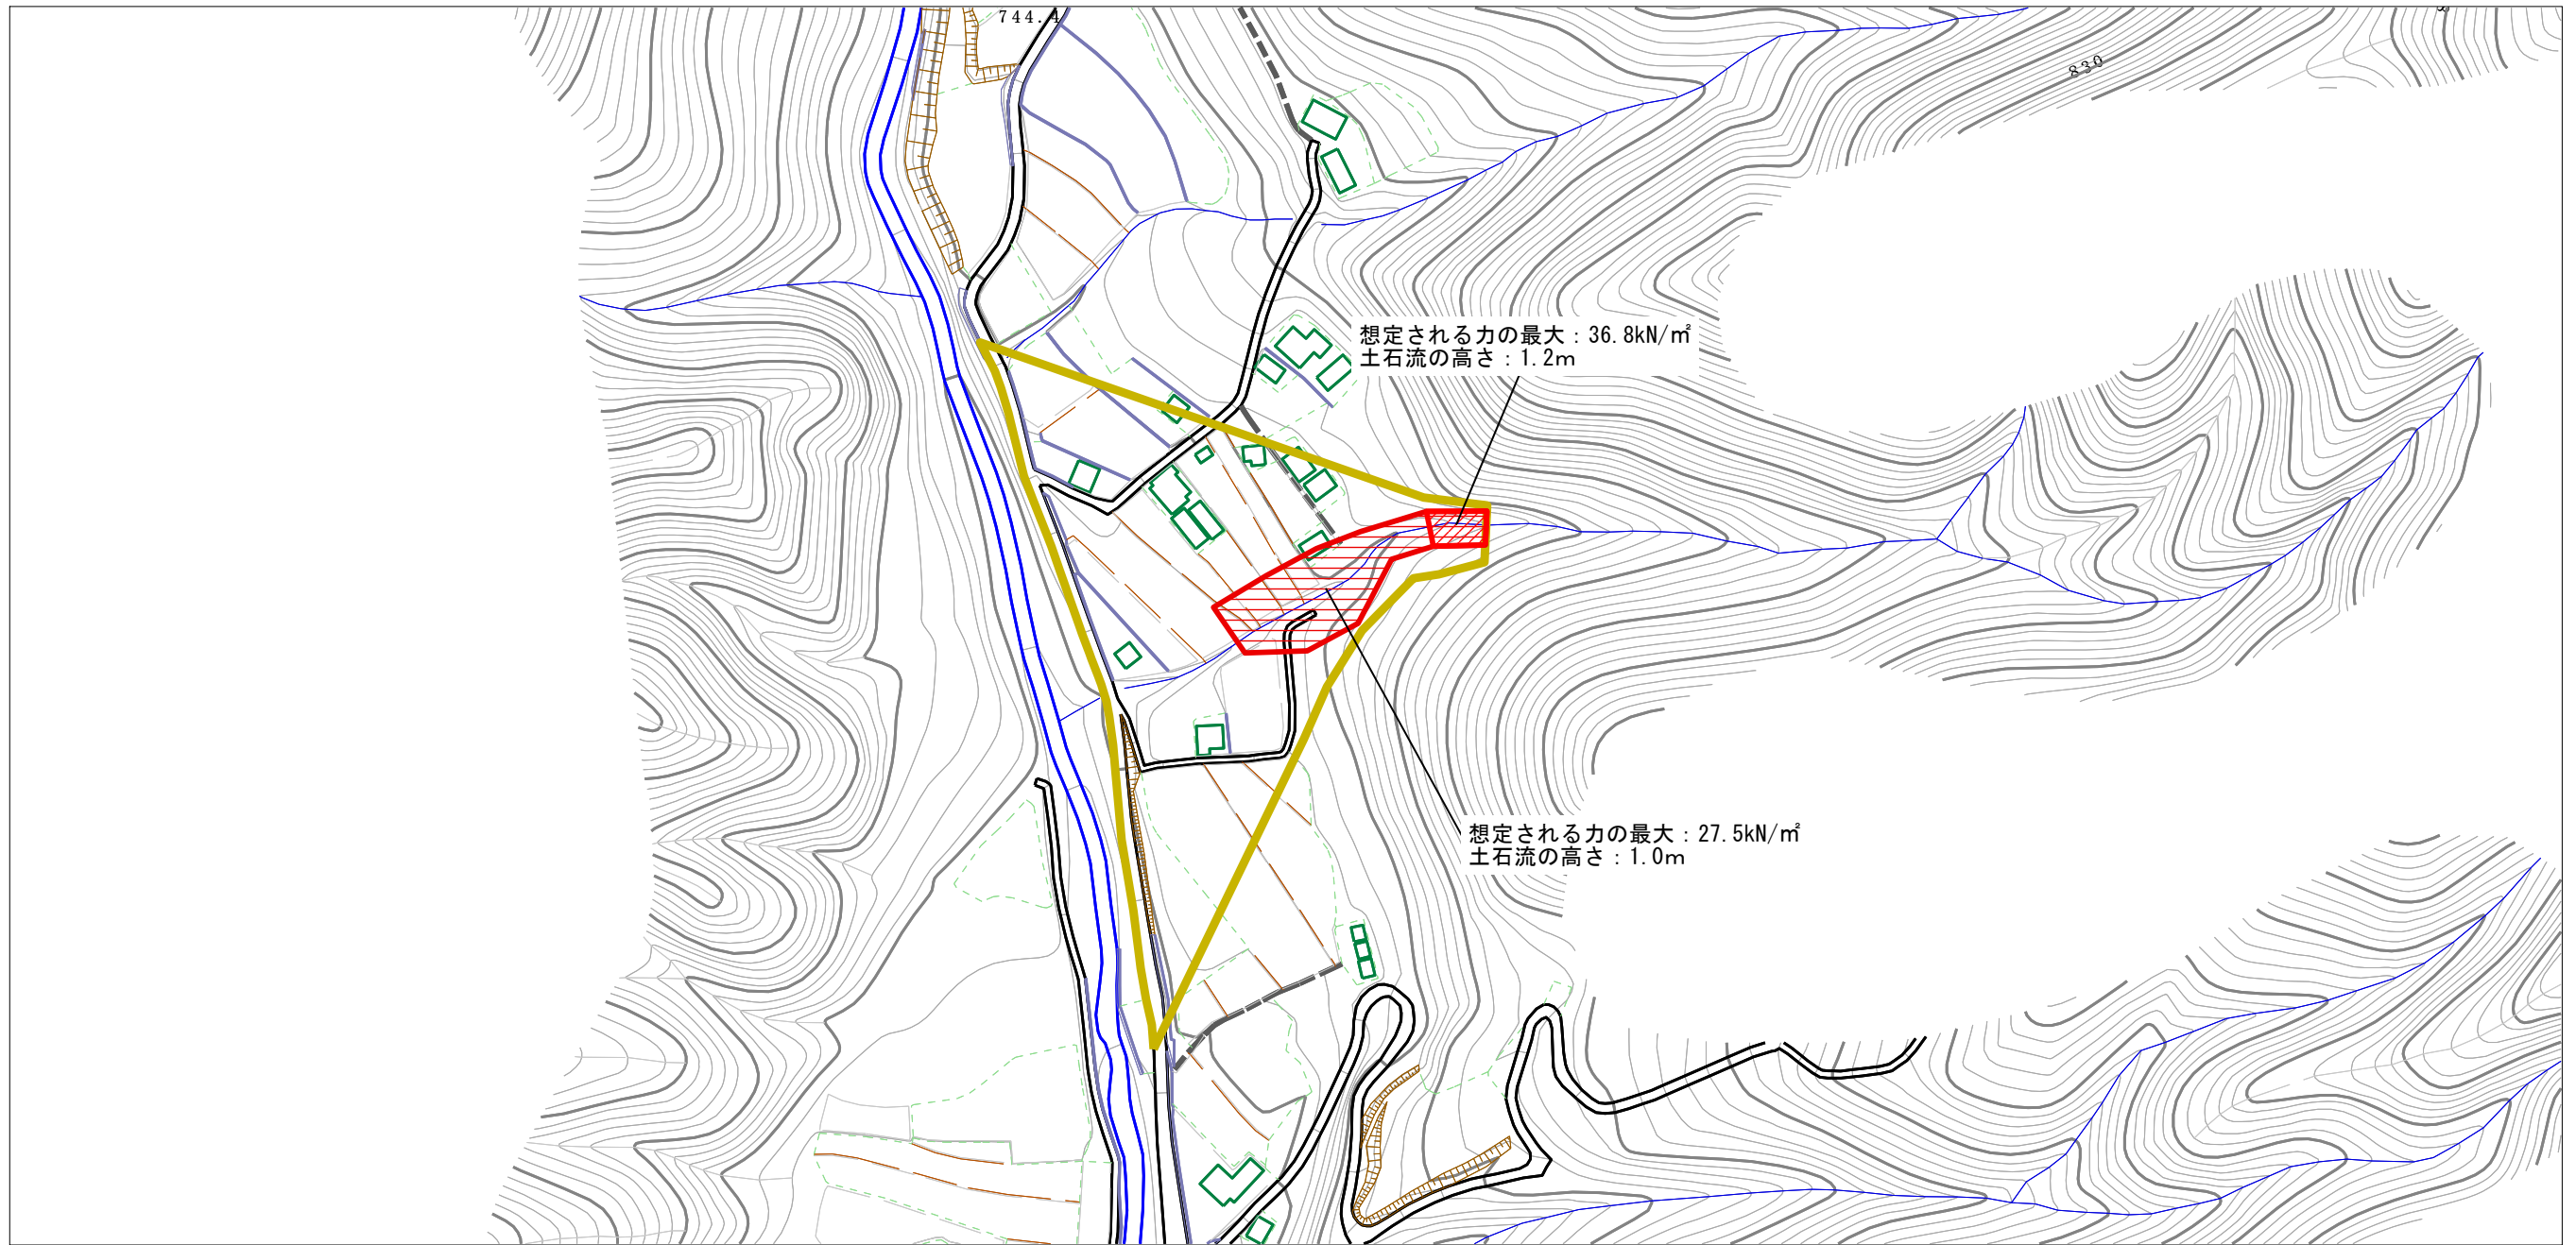 744.4
830
想定される力の最大：36.8kN/㎡
土石流の高さ：1.2m
想定される力の最大：27.5kN/㎡
土石流の高さ：1.0m